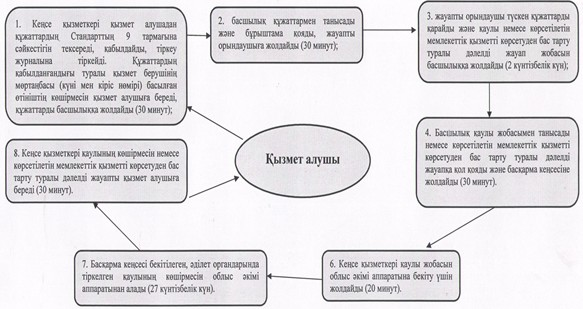 1. Кеңсе қызметкері қызмет алушадан
құжаттардың Стандарттың 9 тармағына
сәйкестігін тексереді, қабылдайды, тіркеу
журналына тіркейді. Құжаттардың
қабылданғандығы туралы қызмет берушінің
мөртаңбасы (күні мен кіріс нөмірі) басылған
өтініштің көшірмесін қызмет алушыға береді,
құжаттарды басшылыққа жолдайды (30 минут);
2. басшылық құжаттармен танысады
және бұрыштама қояды, жауапты
орындаушыға жолдайды (30 минут);
3. жауапты орындаушы түскен құжаттарды
қарайды және қаулы немесе көрсетілетін
мемлекеттік қызметті көрсетуден бас тарту
туралы дәлелді жауап жобасын
басшылыққа жолдайды (2 күнтізбелік күн);
4. Басшылық қаулы жобасымен танысады
немесе көрсетілетін мемлекеттік қызметті
көрсетуден бас тарту туралы дәлелді
жауапқа қол қояды және басқарма кеңсесіне
жолдайды (30 минут).
8. Кеңсе қызметкері қаулының көшірмесін немесе
көрсетілетін мемлекеттік қызметті көрсетуден бас
тарту туралы дәлелді жауапты қызмет алушыға
береді (30 минут).
Қызмет алушы
7. Басқарма кеңсесі бекітілген, әділет органдарында
тіркелген қаулының көшірмесін облыс әкімі
аппаратынан алады (27 күнтізбелік күн).
6. Кеңсе қызметкері қаулы жобасын
облыс әкімі аппаратына бекіту үшін
жолдайды (20 минут).